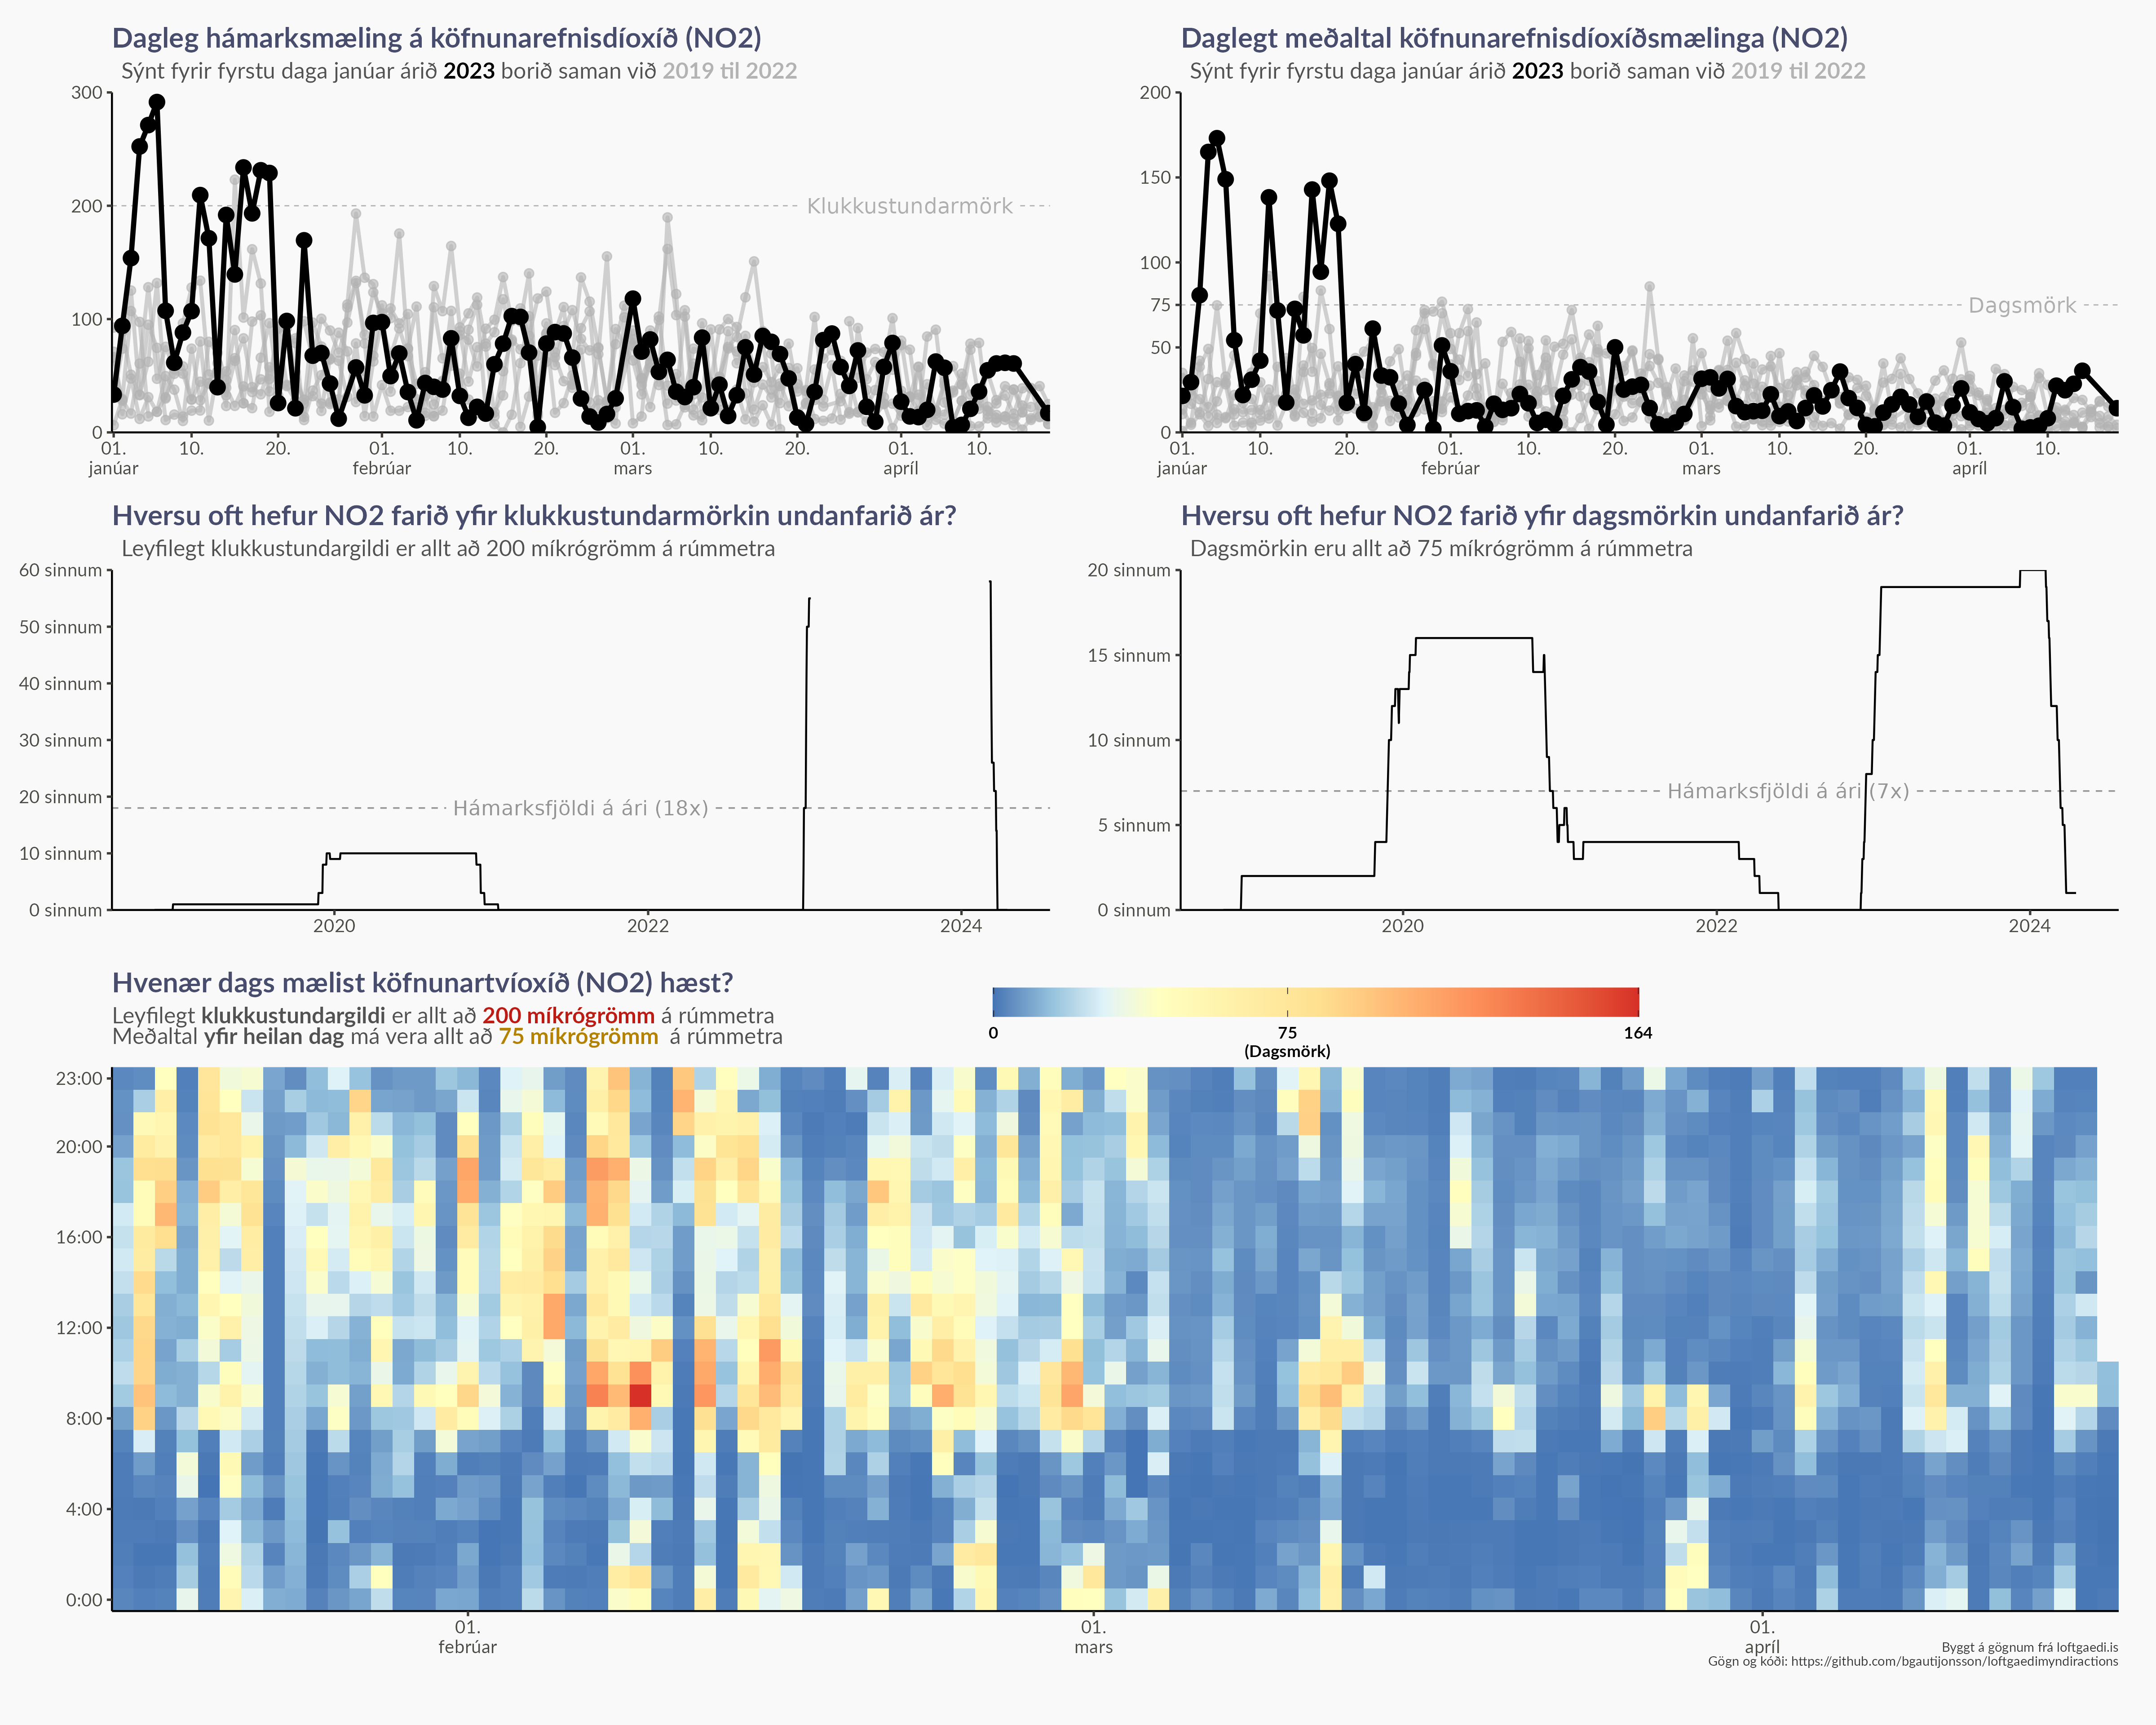 Dagleg hámarksmæling á köfnunarefnisdíoxíð (NO2)
Sýnt fyrir fyrstu daga janúar árið 2023 borið saman við 2019 til 2022
300
200
100
0
Klukkustundarmörk
01. 10. 20. 01. 10. 20. 01. 10. 20. 01. 10.
janúar febrúar mars apríl
Daglegt meðaltal köfnunarefnisdíoxíðsmælinga (NO2)
Sýnt fyrir fyrstu daga janúar árið 2023 borið saman við 2019 til 2022
200
150
100
75
50
0
Dagsmörk
01. 10. 20. 01. 10. 20. 01. 10. 20. 01. 10.
janúar febrúar mars apríl
Hversu oft hefur NO2 farið yfir klukkustundarmörkin undanfarið ár?
Leyfilegt klukkustundargildi er allt að 200 míkrógrömm á rúmmetra
60 sinnum
50 sinnum
40 sinnum
30 sinnum
20 sinnum
10 sinnum
0 sinnum
Hámarksfjöldi á ári (18x)
2020 2022 2024
Hversu oft hefur NO2 farið yfir dagsmörkin undanfarið ár?
Dagsmörkin eru allt að 75 míkrógrömm á rúmmetra
20 sinnum
15 sinnum
10 sinnum
5 sinnum
0 sinnum
Hámarksfjöldi á ári (7x)
2020 2022 2024
Hvenær dags mælist köfnunartvíoxíð (NO2) hæst?
Leyfilegt klukkustundargildi er allt að 200 míkrógrömm á rúmmetra
Meðaltal yfir heilan dag má vera allt að 75 míkrógrömm á rúmmetra
0 75 164
(Dagsmörk)
23:00
20:00
16:00
12:00
8:00
4:00
0:00
01. 01. 01.
febrúar mars apríl
Byggt á gögnum frá loftgaedi.is
Gögn og kóði: https://github.com/bgautijonsson/loftgaedimyndiractions